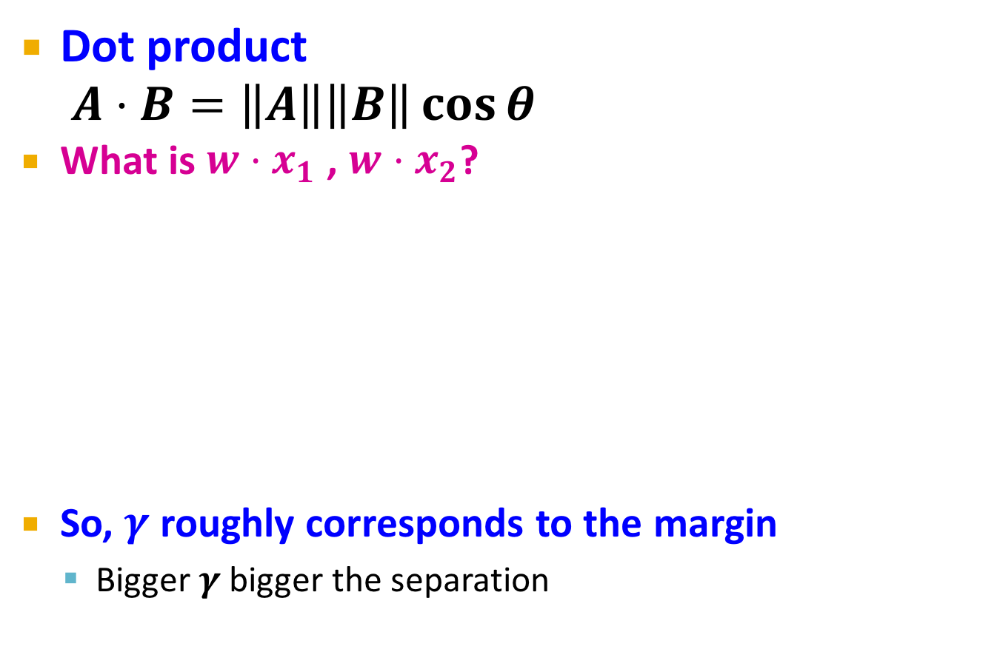 Dot product
A · B = ‖A‖ ‖B‖ cos θ
What is w · x₁ , w · x₂?
So, γ roughly corresponds to the margin
Bigger γ bigger the separation